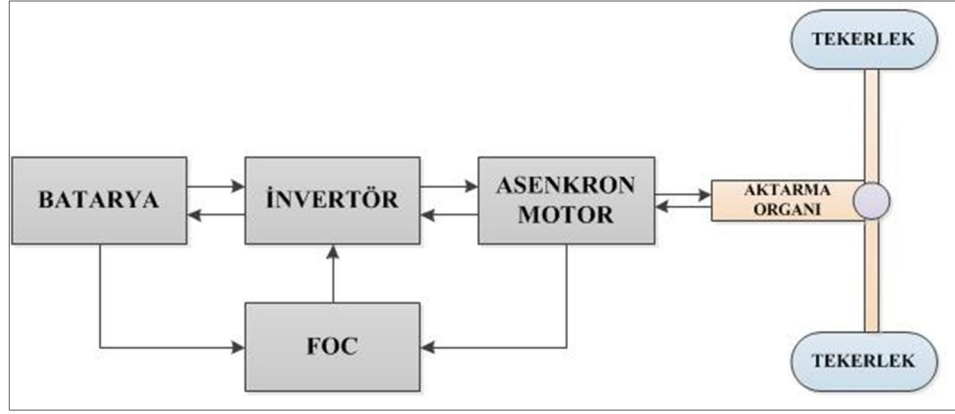 TEKERLEK
BATARYA
İNVERTÖR
ASENKRON
MOTOR
AKTARMA
ORGANI
FOC
TEKERLEK